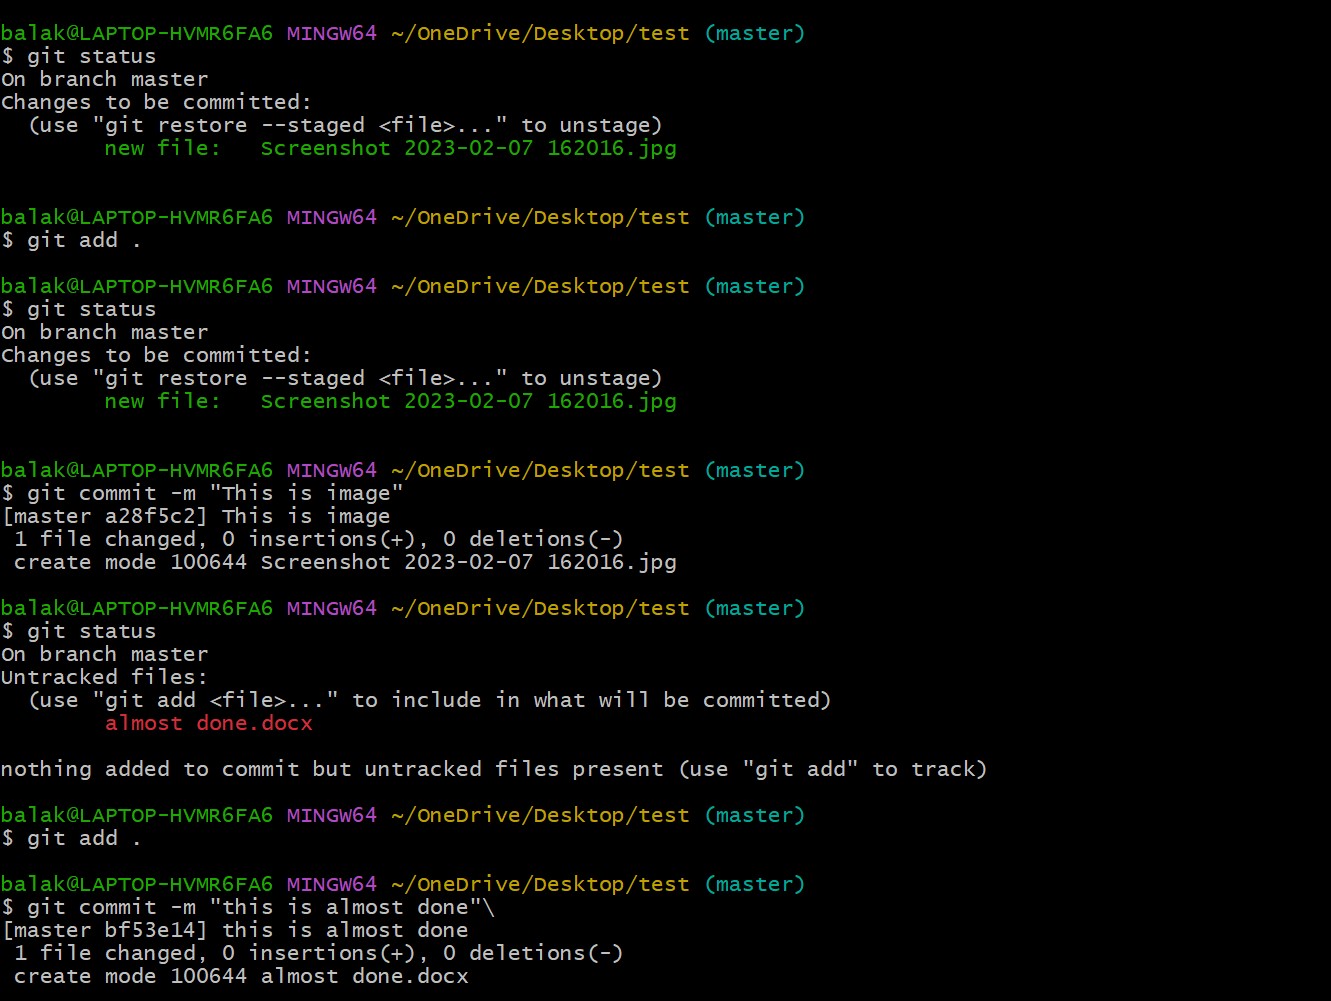 balak@LAPTOP-HVMR6FA6 MINGW64 ~/OneDrive/Desktop/test (master)
$ git status
On branch master
Changes to be committed:
  (use "git restore --staged <file>..." to unstage)
        new file:   Screenshot 2023-02-07 162016.jpg
balak@LAPTOP-HVMR6FA6 MINGW64 ~/OneDrive/Desktop/test (master)
$ git add .
balak@LAPTOP-HVMR6FA6 MINGW64 ~/OneDrive/Desktop/test (master)
$ git status
On branch master
Changes to be committed:
  (use "git restore --staged <file>..." to unstage)
        new file:   Screenshot 2023-02-07 162016.jpg
balak@LAPTOP-HVMR6FA6 MINGW64 ~/OneDrive/Desktop/test (master)
$ git commit -m "This is image"
[master a28f5c2] This is image
 1 file changed, 0 insertions(+), 0 deletions(-)
 create mode 100644 Screenshot 2023-02-07 162016.jpg
balak@LAPTOP-HVMR6FA6 MINGW64 ~/OneDrive/Desktop/test (master)
$ git status
On branch master
Untracked files:
  (use "git add <file>..." to include in what will be committed)
        almost done.docx
nothing added to commit but untracked files present (use "git add" to track)
balak@LAPTOP-HVMR6FA6 MINGW64 ~/OneDrive/Desktop/test (master)
$ git add .
balak@LAPTOP-HVMR6FA6 MINGW64 ~/OneDrive/Desktop/test (master)
$ git commit -m "this is almost done"\
[master bf53e14] this is almost done
 1 file changed, 0 insertions(+), 0 deletions(-)
 create mode 100644 almost done.docx